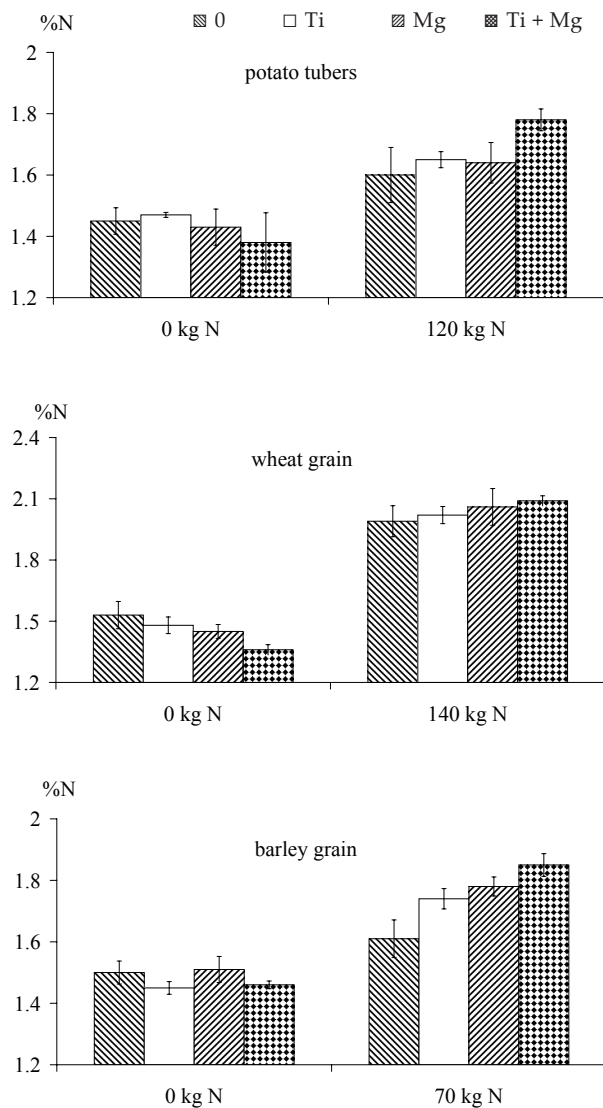 %N 0 Ti Mg Ti + Mg
2
potato tubers
1.8
1.6
1.4
1.2
0 kg N 120 kg N
%N
2.4
wheat grain
2.1
1.8
1.5
1.2
0 kg N 140 kg N
%N
2
barley grain
1.8
1.6
1.4
1.2
0 kg N 70 kg N